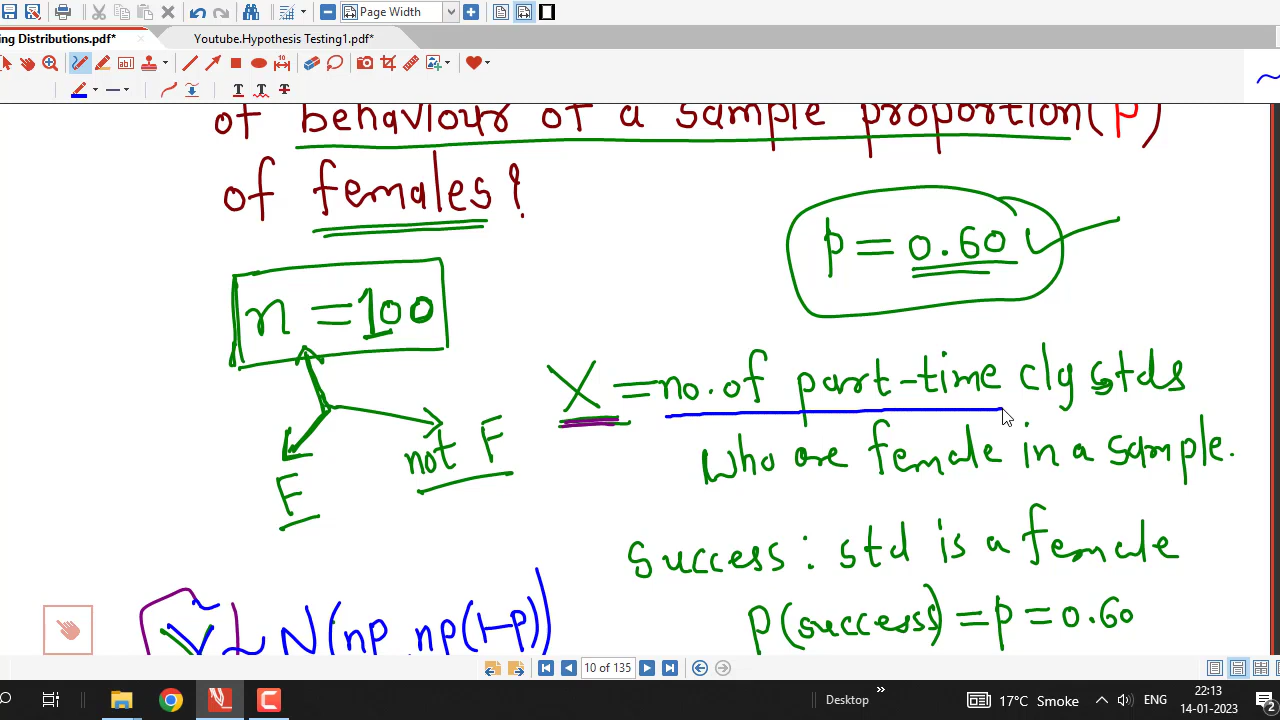 Page Width
ing Distributions.pdf*
Youtube.Hypothesis Testing1.pdf*
of behaviour of a sample proportion(p)
of females?
p = 0.60
n = 100
X = no. of part-time clg stds
who are female in a sample.
F
not F
Success: std is a female
p(success) = p = 0.60
X ~ N(np, np(1-p))
10 of 135
Desktop
17°C Smoke
ENG
22:13
14-01-2023
2